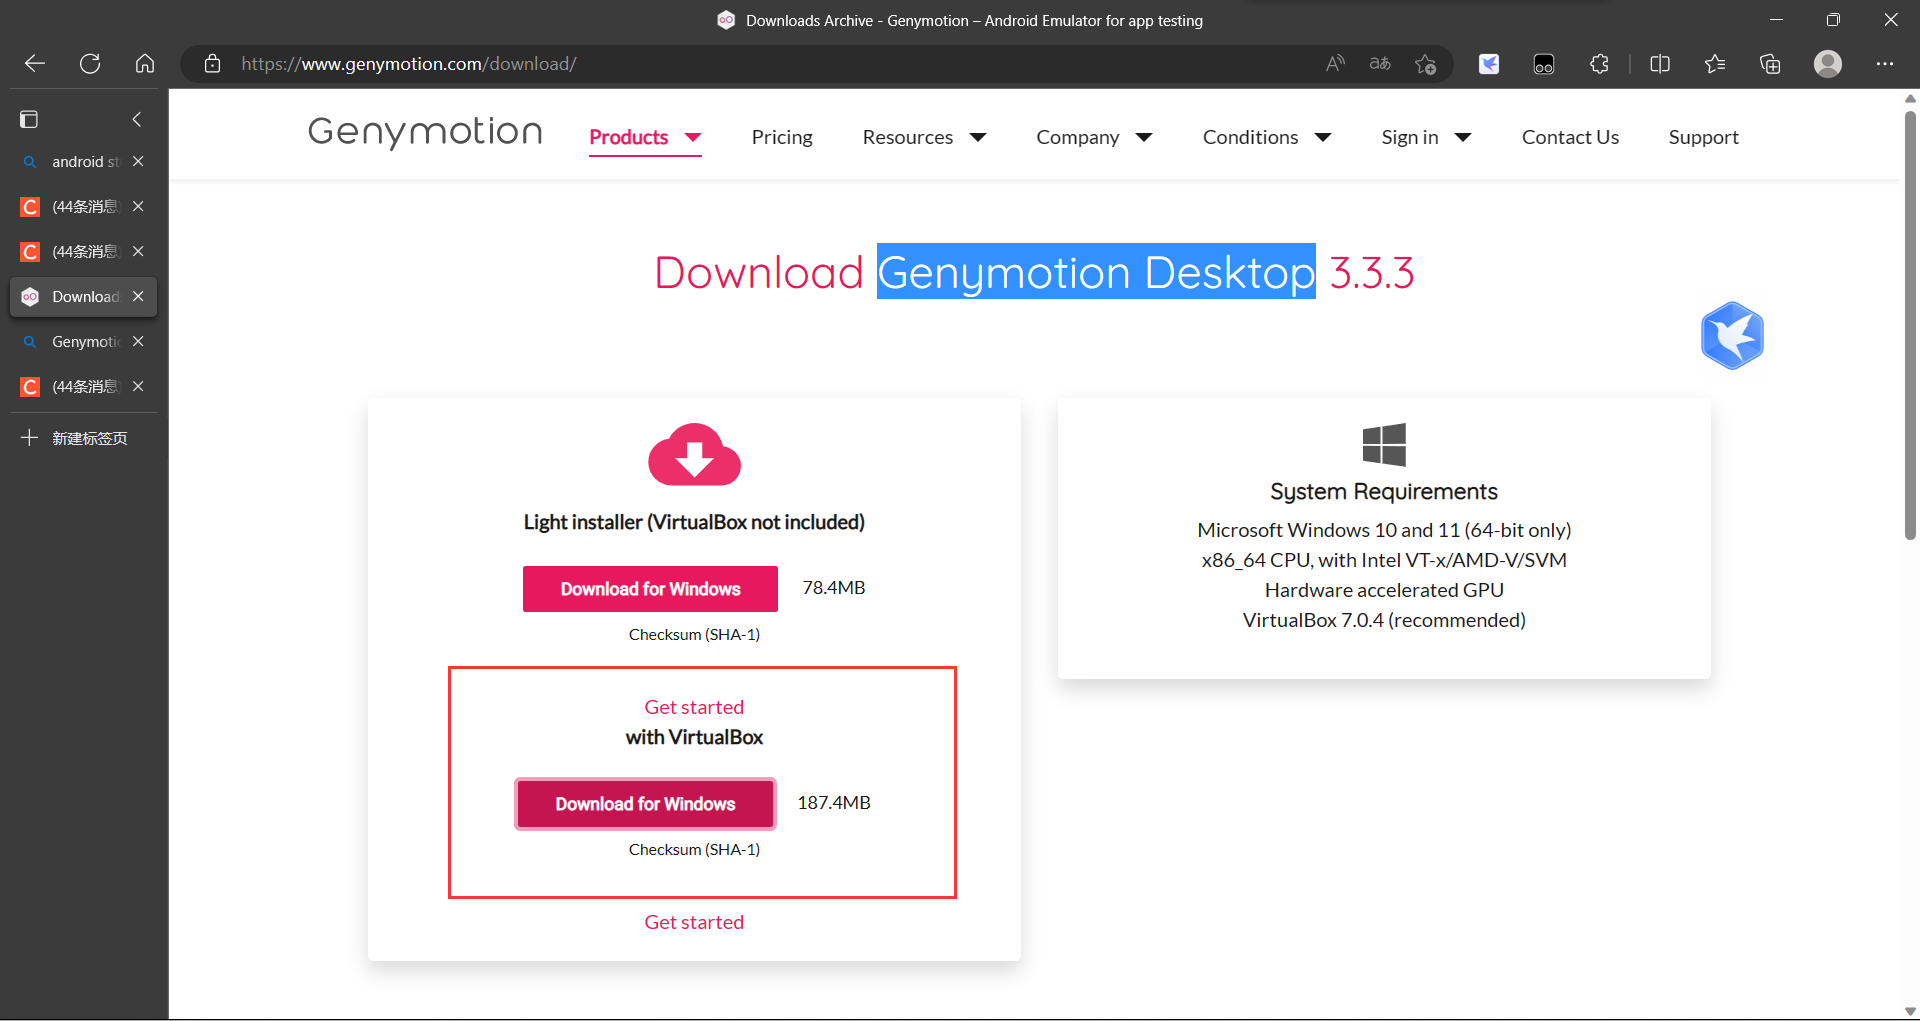 Downloads Archive - Genymotion – Android Emulator for app testing
https://www.genymotion.com/download/
android st
(44条消息)
(44条消息)
Download
Genymotio
(44条消息)
新建标签页
Genymotion
Products
Pricing
Resources
Company
Conditions
Sign in
Contact Us
Support
Download Genymotion Desktop 3.3.3
Light installer (VirtualBox not included)
Download for Windows 78.4MB
Checksum (SHA-1)
Get started
with VirtualBox
Download for Windows 187.4MB
Checksum (SHA-1)
Get started
System Requirements
Microsoft Windows 10 and 11 (64-bit only)
x86_64 CPU, with Intel VT-x/AMD-V/SVM
Hardware accelerated GPU
VirtualBox 7.0.4 (recommended)